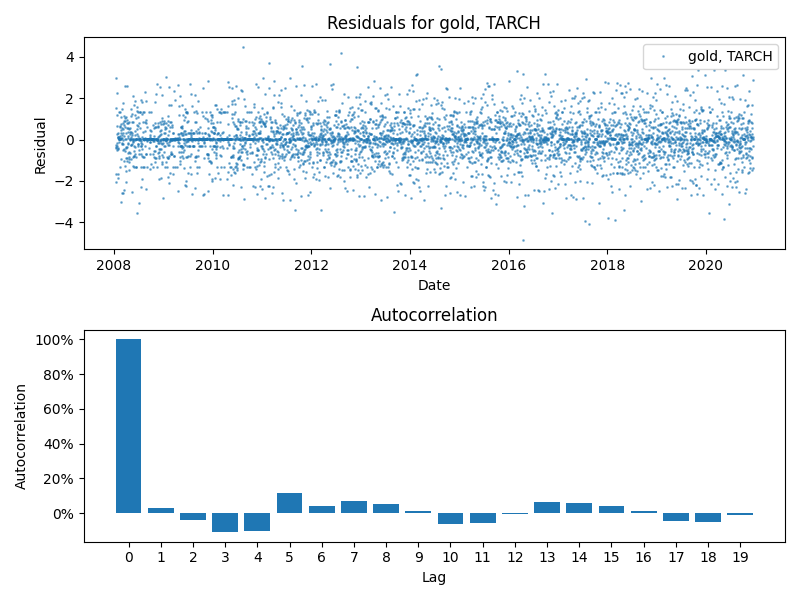 Residuals for gold, TARCH
gold, TARCH
4
2
0
−2
−4
Residual
2008 2010 2012 2014 2016 2018 2020
Date
Autocorrelation
100%
80%
60%
40%
20%
0%
Autocorrelation
0 1 2 3 4 5 6 7 8 9 10 11 12 13 14 15 16 17 18 19
Lag